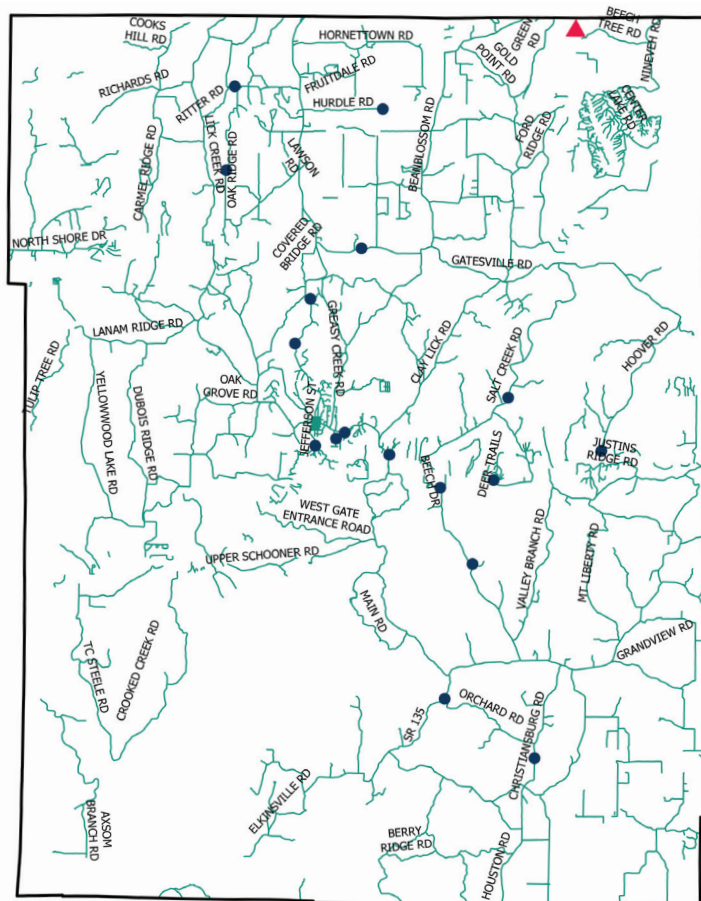 COOKS
HILL RD
HORNETTOWN RD
BEECH
TREE RD
GREEN
RD
GOLD
POINT RD
NINEVEH RD
RICHARDS RD
FRUITDALE RD
RITTER RD
HURDLE RD
CENTER
LAKE RD
FORD
RIDGE RD
LICK CREEK RD
OAK RIDGE RD
CARMEL RIDGE RD
LAWSON
RD
BEANBLOSSOM RD
NORTH SHORE DR
COVERED
BRIDGE RD
GATESVILLE RD
LANAM RIDGE RD
GREASY CREEK RD
CLAY LICK RD
SALT CREEK RD
HOOVER RD
TULIP TREE RD
YELLOWWOOD LAKE RD
DUBOIS RIDGE RD
OAK
GROVE RD
JEFFERSON ST
BEECH DR
DEER TRAILS
JUSTINS
RIDGE RD
WEST GATE
ENTRANCE ROAD
UPPER SCHOONER RD
VALLEY BRANCH RD
MT LIBERTY RD
MAIN RD
GRANDVIEW RD
TC STEELE RD
CROOKED CREEK RD
SR 135
ORCHARD RD
CHRISTIANSBURG RD
ELKINSVILLE RD
AXSOM
BRANCH RD
BERRY
RIDGE RD
HOUSTON RD